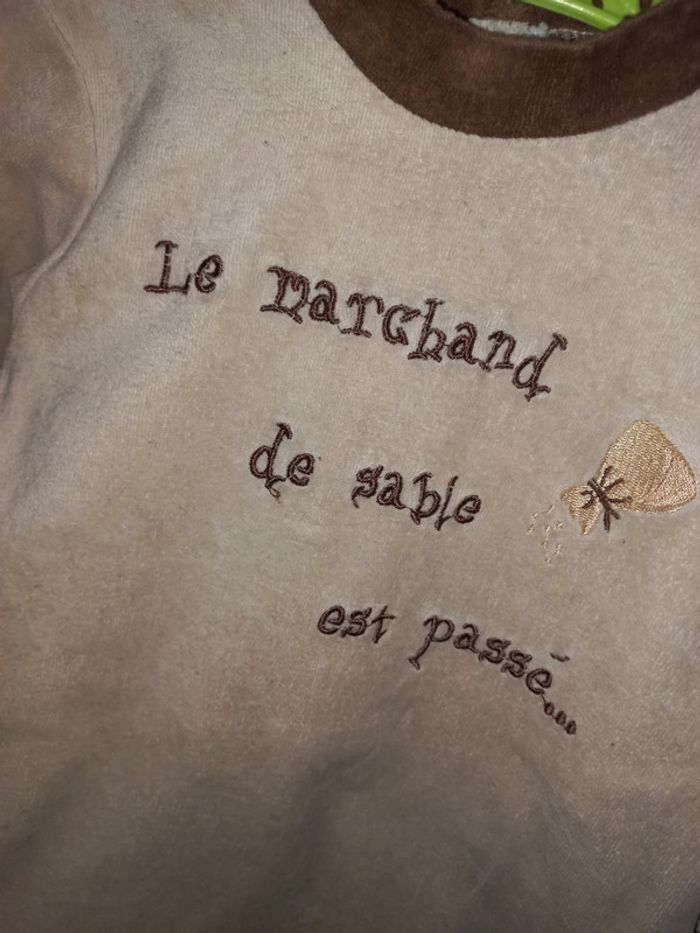 Le marchand
de sable
est passé...